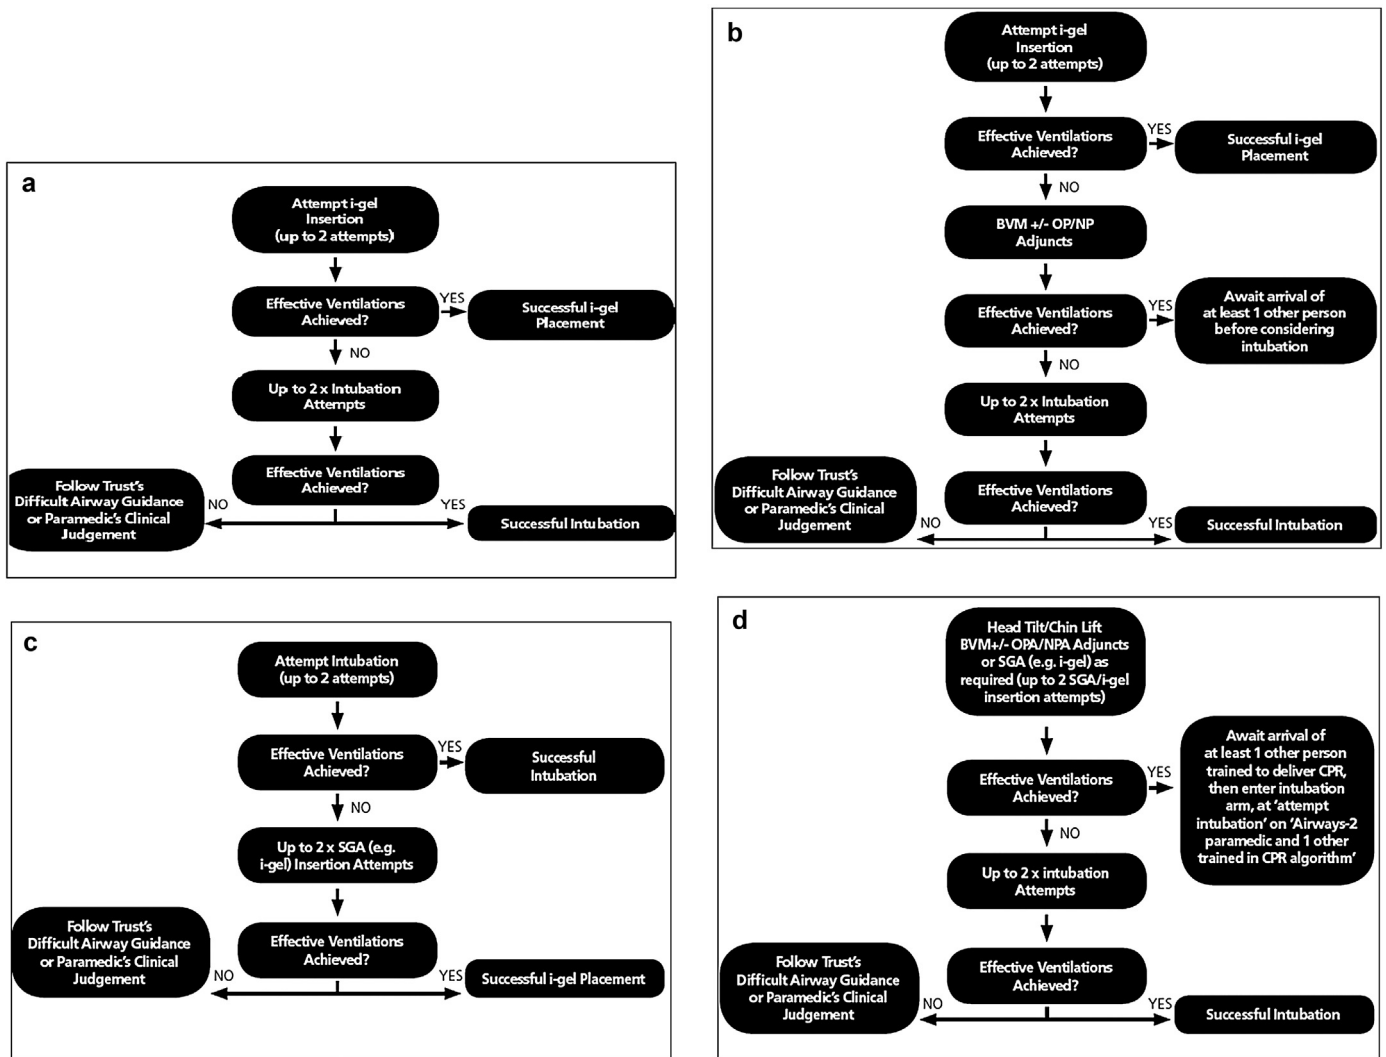 a
Attempt i-gel
Insertion
(up to 2 attempts)
Effective Ventilations
Achieved?
YES
Successful i-gel
Placement
NO
Up to 2 x Intubation
Attempts
Effective Ventilations
Achieved?
Follow Trust's
Difficult Airway Guidance
or Paramedic's Clinical
Judgement
NO
YES
Successful Intubation
b
Attempt i-gel
Insertion
(up to 2 attempts)
Effective Ventilations
Achieved?
YES
Successful i-gel
Placement
NO
BVM +/- OP/NP
Adjuncts
Effective Ventilations
Achieved?
YES
Await arrival of
at least 1 other person
before considering
intubation
NO
Up to 2 x Intubation
Attempts
Effective Ventilations
Achieved?
Follow Trust's
Difficult Airway Guidance
or Paramedic's Clinical
Judgement
NO
YES
Successful Intubation
c
Attempt Intubation
(up to 2 attempts)
Effective Ventilations
Achieved?
YES
Successful
Intubation
NO
Up to 2 x SGA (e.g.
i-gel) Insertion Attempts
Effective Ventilations
Achieved?
Follow Trust's
Difficult Airway Guidance
or Paramedic's Clinical
Judgement
NO
YES
Successful i-gel Placement
d
Head Tilt/Chin Lift
BVM+/- OPA/NPA Adjuncts
or SGA (e.g. i-gel) as
required (up to 2 SGA/i-gel
insertion attempts)
Effective Ventilations
Achieved?
YES
Await arrival of
at least 1 other person
trained to deliver CPR,
then enter intubation
arm, at 'attempt
intubation' on 'Airways-2
paramedic and 1 other
trained in CPR algorithm'
NO
Up to 2 x intubation
Attempts
Effective Ventilations
Achieved?
Follow Trust's
Difficult Airway Guidance
or Paramedic's Clinical
Judgement
NO
YES
Successful Intubation